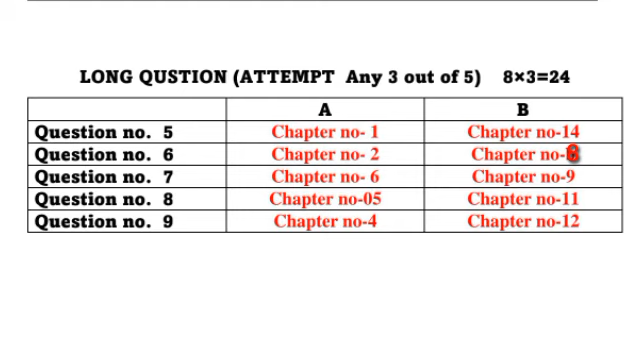 LONG QUSTION (ATTEMPT Any 3 out of 5) 8×3=24
A B
Question no. 5 Chapter no- 1 Chapter no-14
Question no. 6 Chapter no- 2 Chapter no-8
Question no. 7 Chapter no- 6 Chapter no-9
Question no. 8 Chapter no-05 Chapter no-11
Question no. 9 Chapter no-4 Chapter no-12